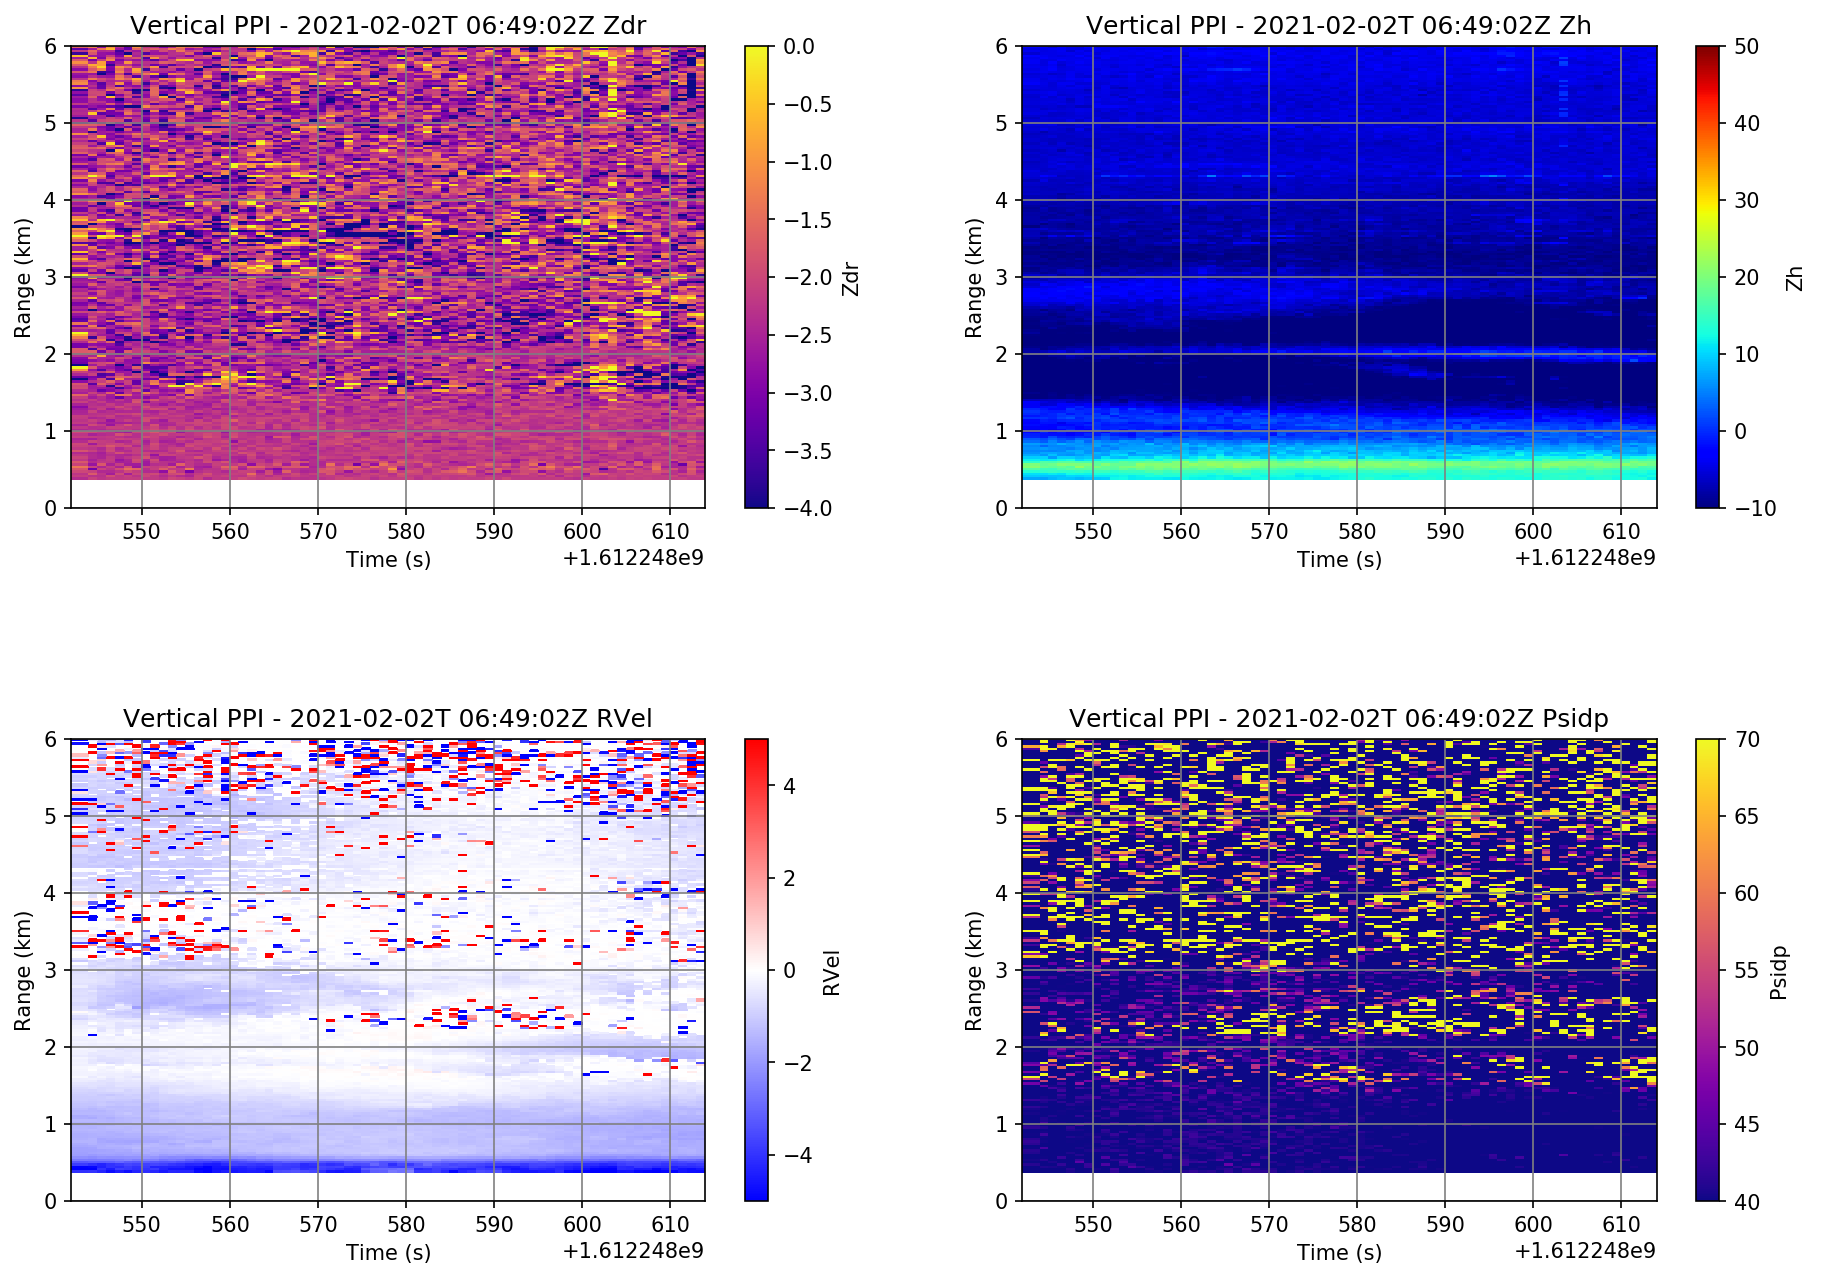 Vertical PPI - 2021-02-02T 06:49:02Z Zdr
6
5
4
3
2
1
0
Range (km)
550 560 570 580 590 600 610
Time (s)
+1.612248e9
0.0
−0.5
−1.0
−1.5
−2.0
−2.5
−3.0
−3.5
−4.0
Zdr
Vertical PPI - 2021-02-02T 06:49:02Z Zh
6
5
4
3
2
1
0
Range (km)
550 560 570 580 590 600 610
Time (s)
+1.612248e9
50
40
30
20
10
0
−10
Zh
Vertical PPI - 2021-02-02T 06:49:02Z RVel
6
5
4
3
2
1
0
Range (km)
550 560 570 580 590 600 610
Time (s)
+1.612248e9
4
2
0
−2
−4
RVel
Vertical PPI - 2021-02-02T 06:49:02Z Psidp
6
5
4
3
2
1
0
Range (km)
550 560 570 580 590 600 610
Time (s)
+1.612248e9
70
65
60
55
50
45
40
Psidp